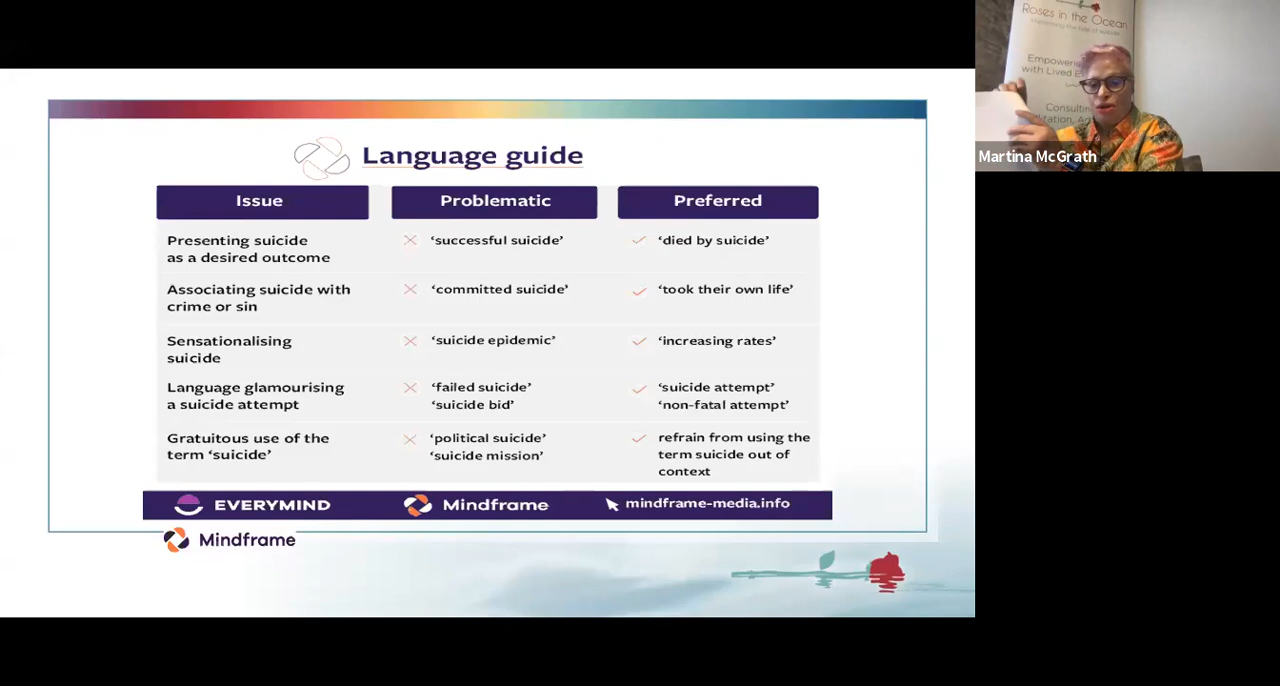 Language guide
Issue
Problematic
Preferred
Presenting suicide
as a desired outcome
‘successful suicide’
‘died by suicide’
Associating suicide with
crime or sin
‘committed suicide’
‘took their own life’
Sensationalising
suicide
‘suicide epidemic’
‘increasing rates’
Language glamourising
a suicide attempt
‘failed suicide’
‘suicide bid’
‘suicide attempt’
‘non-fatal attempt’
Gratuitous use of the
term ‘suicide’
‘political suicide’
‘suicide mission’
refrain from using the
term suicide out of
context
EVERYMIND
Mindframe
mindframe-media.info
Mindframe
Roses in the Ocean
with Lived
Martina McGrath